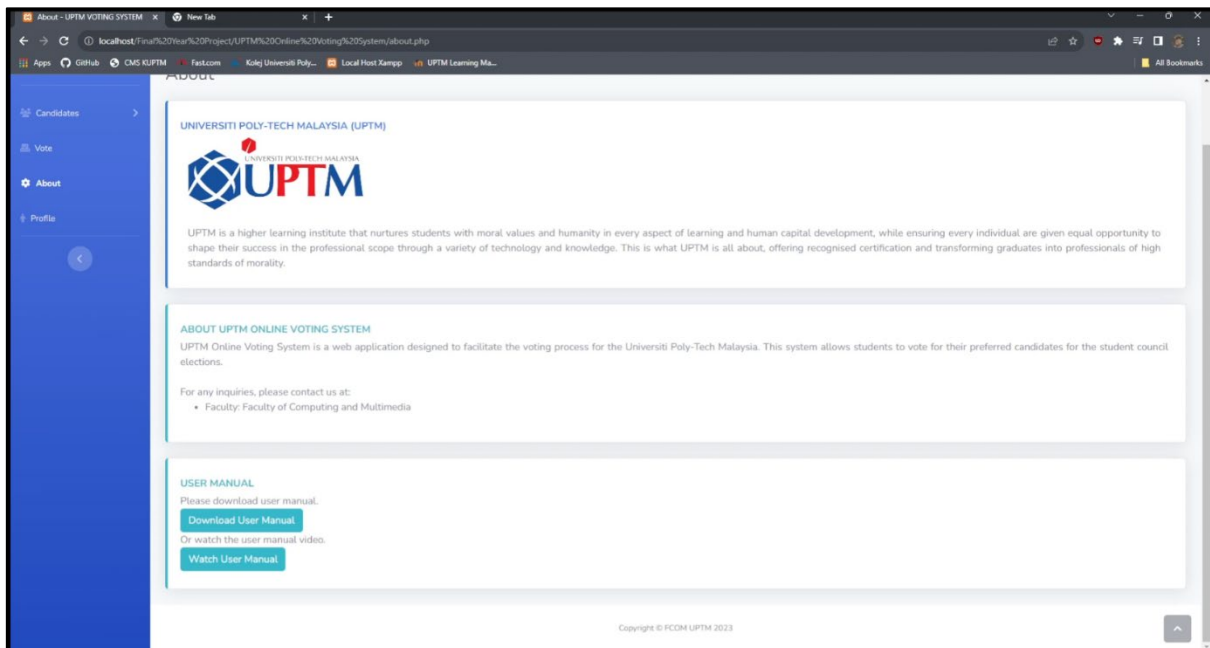 About - UPTM VOTING SYSTEM
New Tab
localhost/Final%20Year%20Project/UPTM%20Online%20Voting%20System/about.php
Apps GitHub CMS KUPTM Fast.com Kolej Universiti Poly... Local Host Xampp UPTM Learning Ma... All Bookmarks
About
Candidates
Vote
About
Profile
UNIVERSITI POLY-TECH MALAYSIA (UPTM)
UNIVERSITI POLY-TECH MALAYSIA
UPTM
UPTM is a higher learning institute that nurtures students with moral values and humanity in every aspect of learning and human capital development, while ensuring every individual are given equal opportunity to
shape their success in the professional scope through a variety of technology and knowledge. This is what UPTM is all about, offering recognised certification and transforming graduates into professionals of high
standards of morality.
ABOUT UPTM ONLINE VOTING SYSTEM
UPTM Online Voting System is a web application designed to facilitate the voting process for the Universiti Poly-Tech Malaysia. This system allows students to vote for their preferred candidates for the student council
elections.
For any inquiries, please contact us at:
• Faculty: Faculty of Computing and Multimedia
USER MANUAL
Please download user manual.
Download User Manual
Or watch the user manual video.
Watch User Manual
Copyright © FCOM UPTM 2023